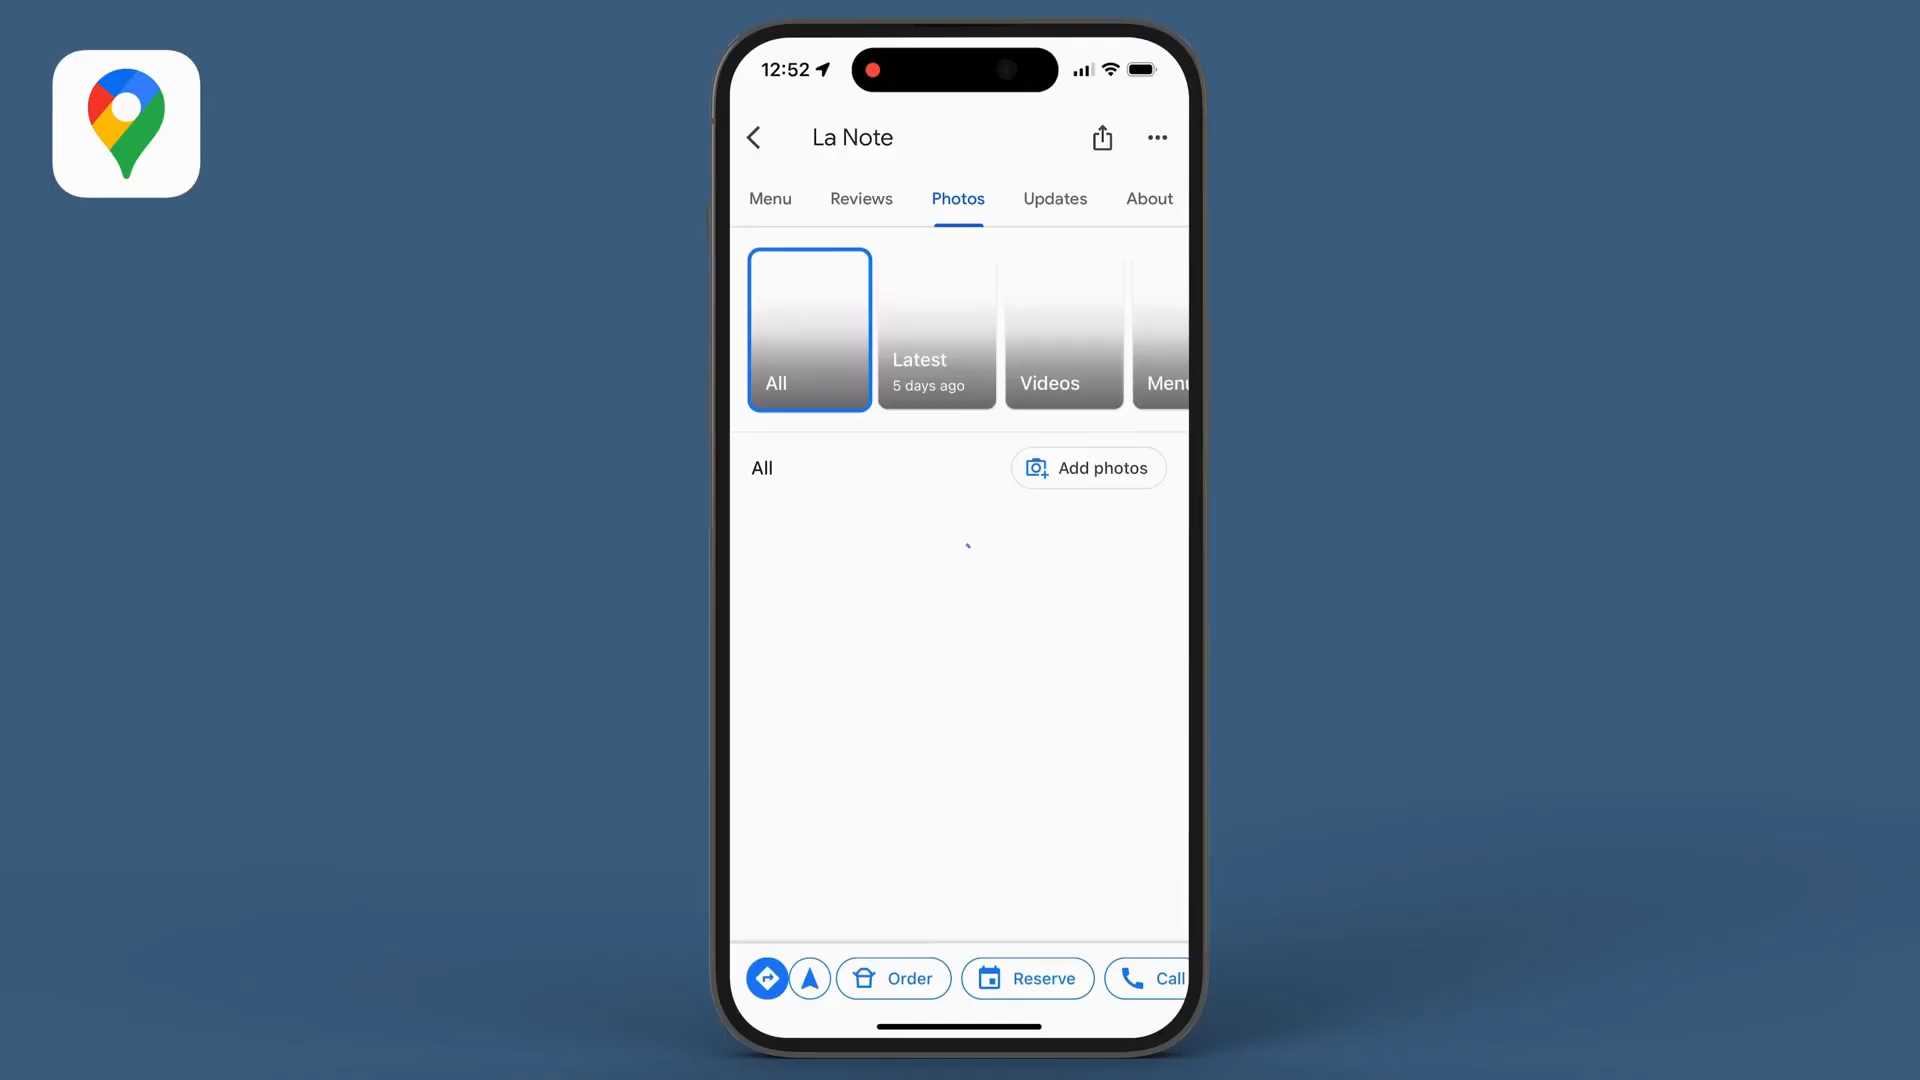 12:52
La Note
Menu Reviews Photos Updates About
All
Latest
5 days ago
Videos
Menu
All
Add photos
Order Reserve Call